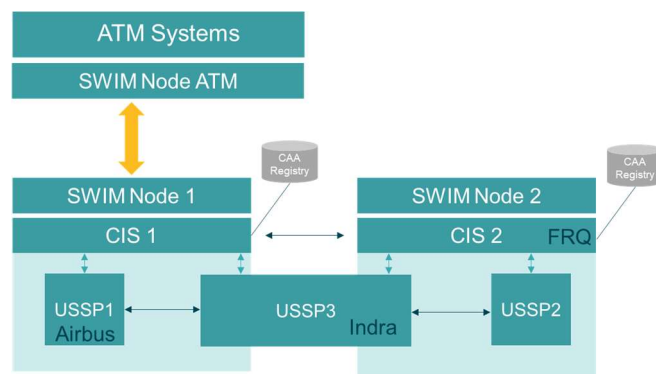 ATM Systems
SWIM Node ATM
CAA
Registry
CAA
Registry
SWIM Node 1
SWIM Node 2
CIS 1
CIS 2
FRQ
USSP1
Airbus
USSP3
Indra
USSP2